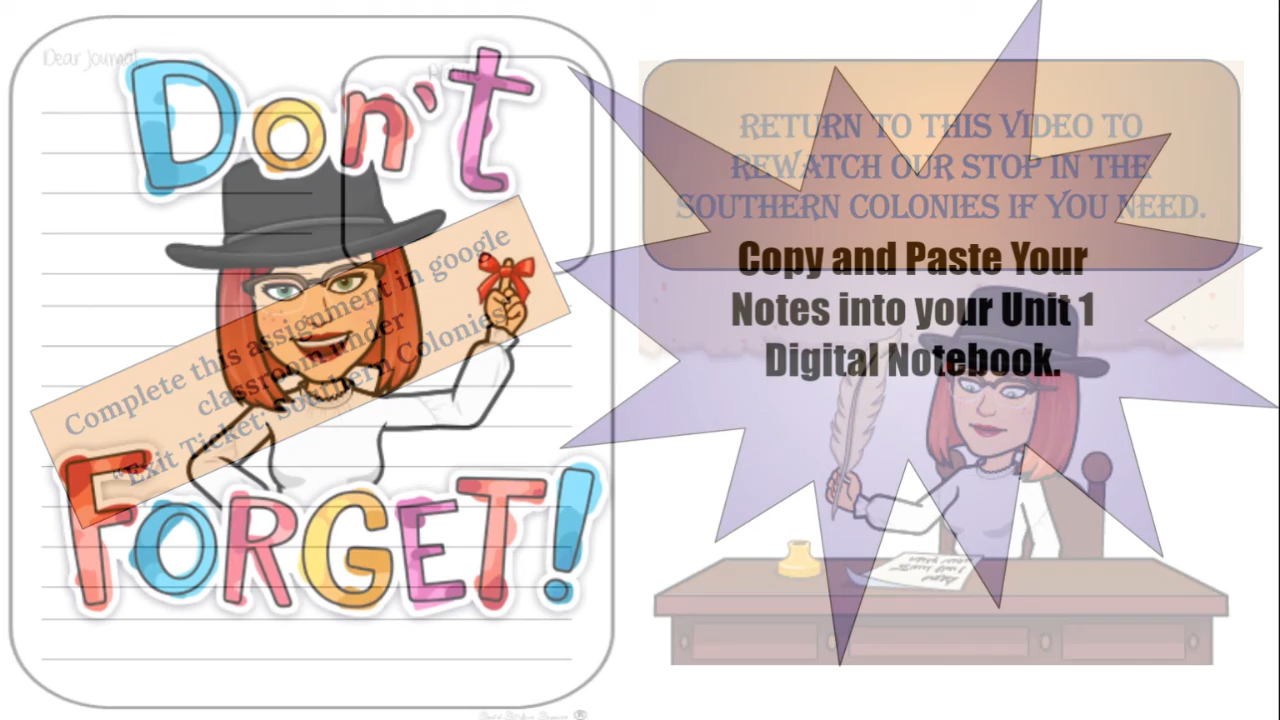 Dear Journal
Don't
Complete this assignment in google
classroom under
"Exit Ticket: Southern Colonies
FORGET!
RETURN TO THIS VIDEO TO
REWATCH OUR STOP IN THE
SOUTHERN COLONIES IF YOU NEED.
Copy and Paste Your
Notes into your Unit 1
Digital Notebook.